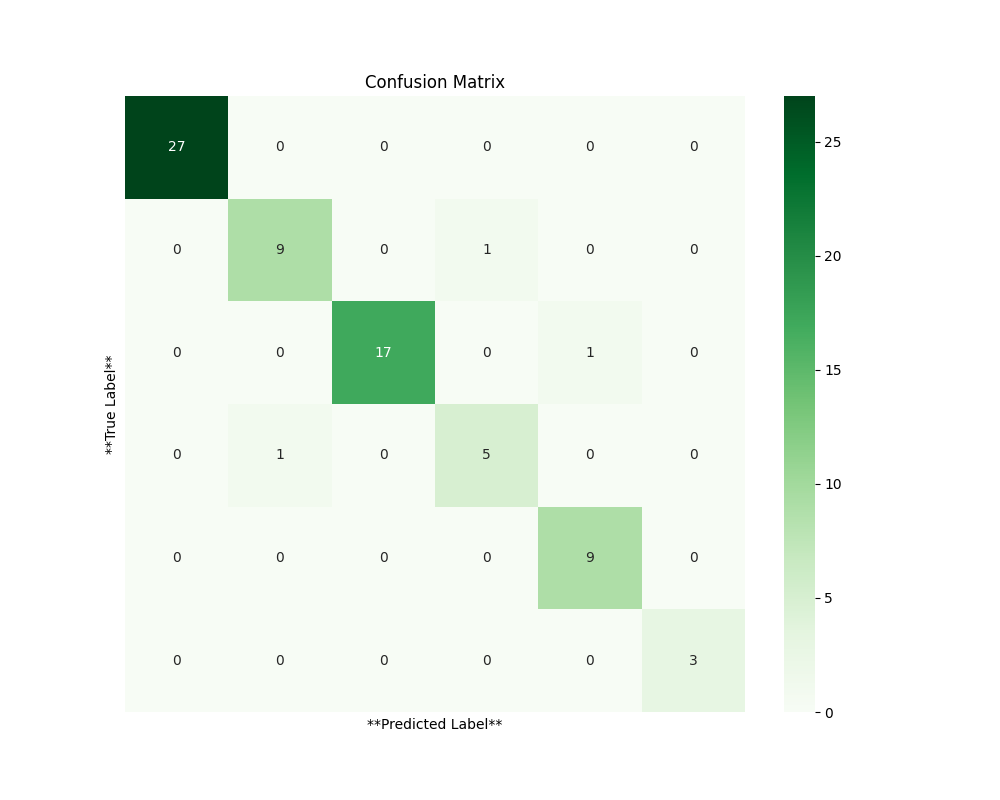 Confusion Matrix
27 0 0 0 0 0
0 9 0 1 0 0
0 0 17 0 1 0
0 1 0 5 0 0
0 0 0 0 9 0
0 0 0 0 0 3
**True Label**
**Predicted Label**
25
20
15
10
5
0